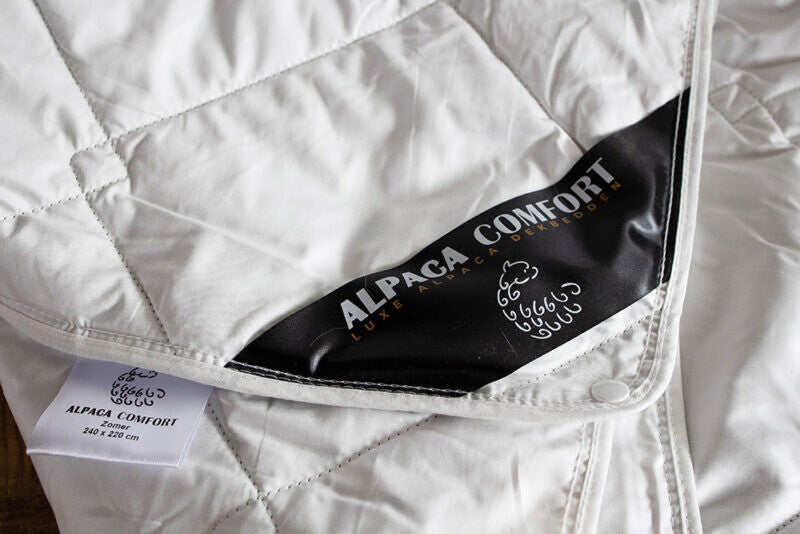 ALPACA COMFORT
LUXE ALPACA DEKBEDDEN
ALPACA COMFORT
Zomer
240 x 220 cm